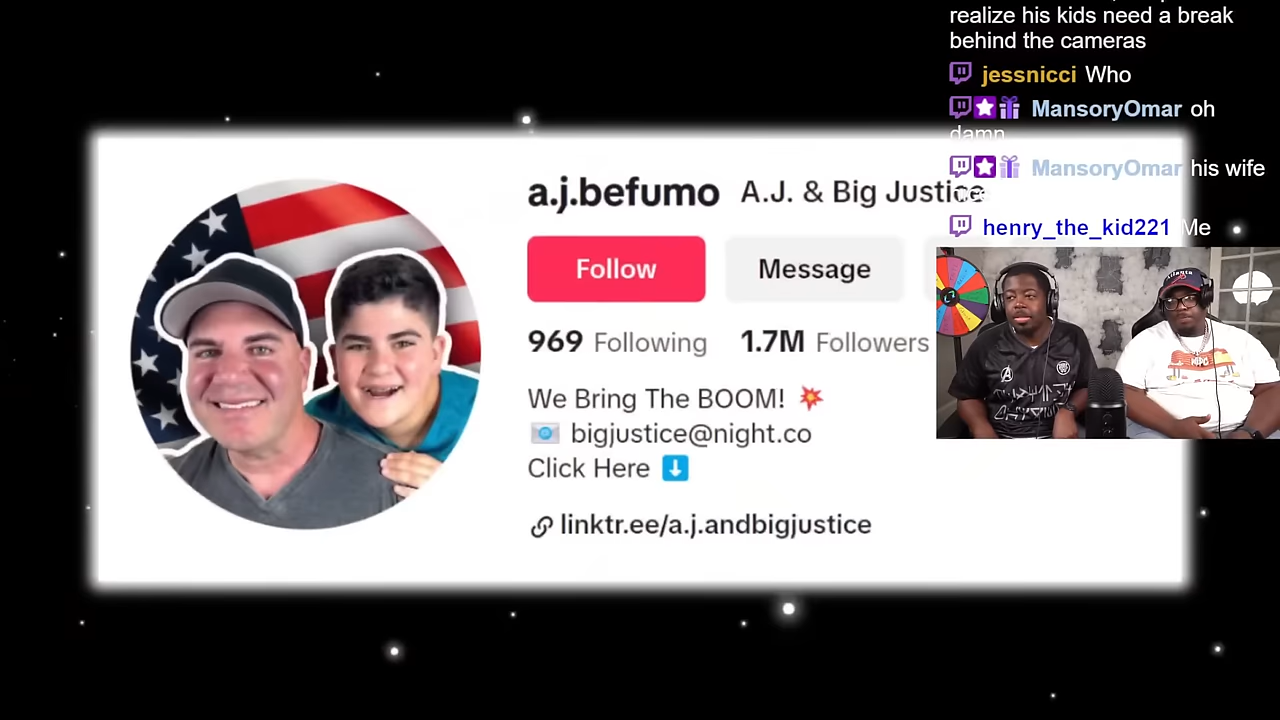 realize his kids need a break
behind the cameras
jessnicci Who
MansoryOmar oh
damn
MansoryOmar his wife
henry_the_kid221 Me
a.j.befumo A.J. & Big Justice
Follow Message
969 Following 1.7M Followers
We Bring The BOOM! 💥
📧 bigjustice@night.co
Click Here ⬇️
linktr.ee/a.j.andbigjustice
Atlanta